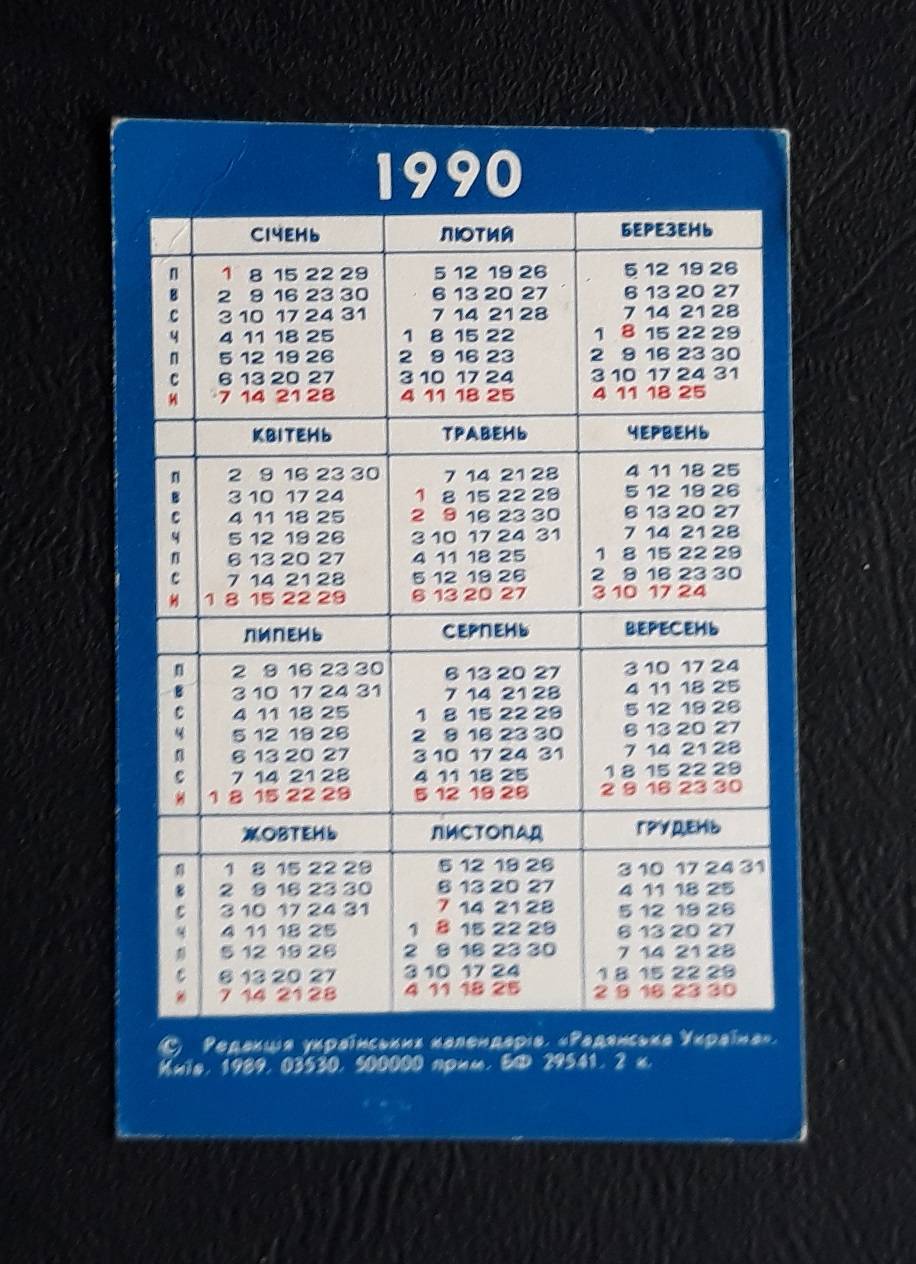 1990
СІЧЕНЬ ЛЮТИЙ БЕРЕЗЕНЬ
П 1 8 15 22 29 5 12 19 26 5 12 19 26
В 2 9 16 23 30 6 13 20 27 6 13 20 27
С 3 10 17 24 31 7 14 21 28 7 14 21 28
Ч 4 11 18 25 1 8 15 22 1 8 15 22 29
П 5 12 19 26 2 9 16 23 2 9 16 23 30
С 6 13 20 27 3 10 17 24 3 10 17 24 31
Н 7 14 21 28 4 11 18 25 4 11 18 25
КВІТЕНЬ ТРАВЕНЬ ЧЕРВЕНЬ
П 2 9 16 23 30 7 14 21 28 4 11 18 25
В 3 10 17 24 1 8 15 22 29 5 12 19 26
С 4 11 18 25 2 9 16 23 30 6 13 20 27
Ч 5 12 19 26 3 10 17 24 31 7 14 21 28
П 6 13 20 27 4 11 18 25 1 8 15 22 29
С 7 14 21 28 5 12 19 26 2 9 16 23 30
Н 1 8 15 22 29 6 13 20 27 3 10 17 24
ЛИПЕНЬ СЕРПЕНЬ ВЕРЕСЕНЬ
П 2 9 16 23 30 6 13 20 27 3 10 17 24
В 3 10 17 24 31 7 14 21 28 4 11 18 25
С 4 11 18 25 1 8 15 22 29 5 12 19 26
Ч 5 12 19 26 2 9 16 23 30 6 13 20 27
П 6 13 20 27 3 10 17 24 31 7 14 21 28
С 7 14 21 28 4 11 18 25 1 8 15 22 29
Н 1 8 15 22 29 5 12 19 26 2 9 16 23 30
ЖОВТЕНЬ ЛИСТОПАД ГРУДЕНЬ
П 1 8 15 22 29 5 12 19 26 3 10 17 24 31
В 2 9 16 23 30 6 13 20 27 4 11 18 25
С 3 10 17 24 31 7 14 21 28 5 12 19 26
Ч 4 11 18 25 1 8 15 22 29 6 13 20 27
П 5 12 19 26 2 9 16 23 30 7 14 21 28
С 6 13 20 27 3 10 17 24 1 8 15 22 29
Н 7 14 21 28 4 11 18 25 2 9 16 23 30
© Редакція українських календарів. «Радянська Україна».
Київ. 1989. 03530. 500000 прим. БФ 29541. 2 к.